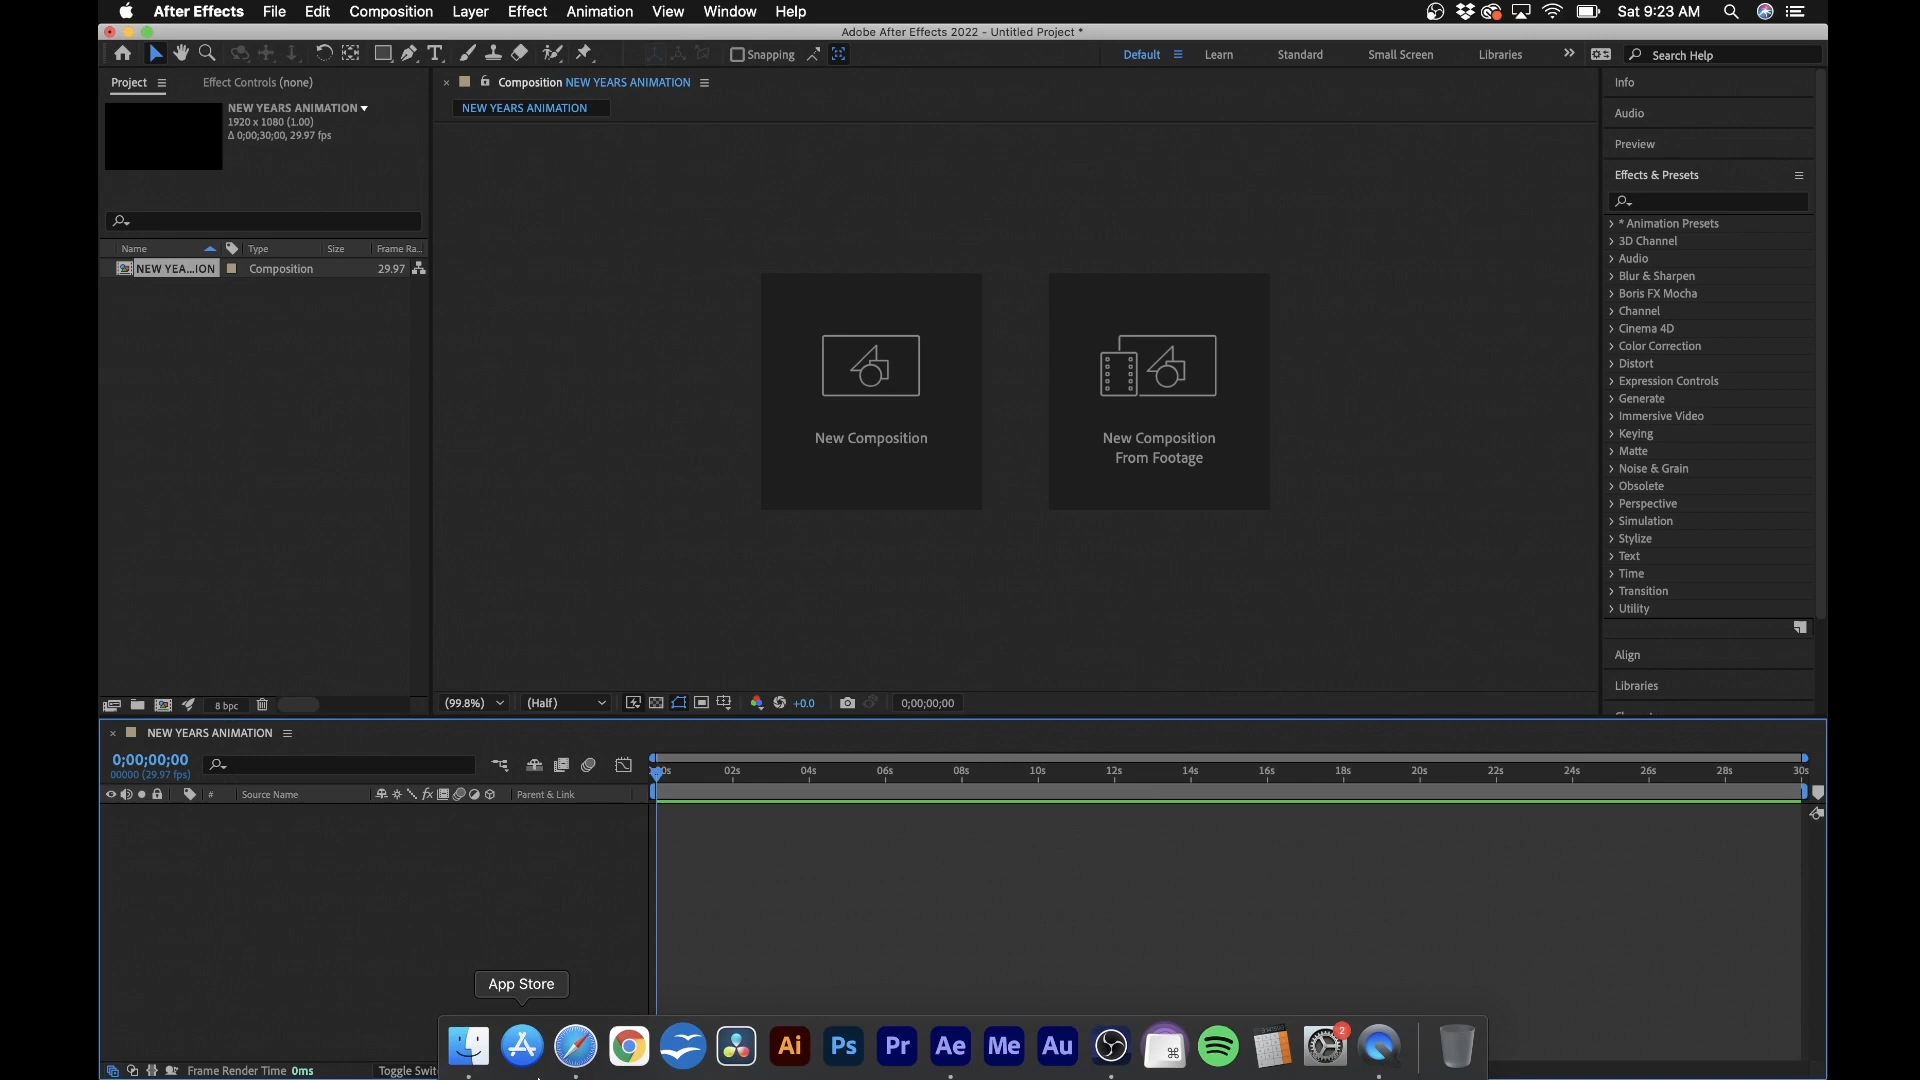 After Effects File Edit Composition Layer Effect Animation View Window Help Sat 9:23 AM
Adobe After Effects 2022 - Untitled Project *
Snapping Default Learn Standard Small Screen Libraries Search Help
Project Effect Controls (none)
Composition NEW YEARS ANIMATION
NEW YEARS ANIMATION
NEW YEARS ANIMATION
1920 x 1080 (1.00)
Δ 0;00;30;00, 29.97 fps
Name Type Size Frame Ra...
NEW YEA...ION Composition 29.97
New Composition
New Composition
From Footage
Info
Audio
Preview
Effects & Presets
* Animation Presets
3D Channel
Audio
Blur & Sharpen
Boris FX Mocha
Channel
Cinema 4D
Color Correction
Distort
Expression Controls
Generate
Immersive Video
Keying
Matte
Noise & Grain
Obsolete
Perspective
Simulation
Stylize
Text
Time
Transition
Utility
Align
Libraries
8 bpc
(99.8%) (Half) +0.0 0;00;00;00
NEW YEARS ANIMATION
0;00;00;00
00000 (29.97 fps)
02s 04s 06s 08s 10s 12s 14s 16s 18s 20s 22s 24s 26s 28s 30s
# Source Name fx Parent & Link
App Store
Ai Ps Pr Ae Me Au 2
Frame Render Time 0ms Toggle Swit